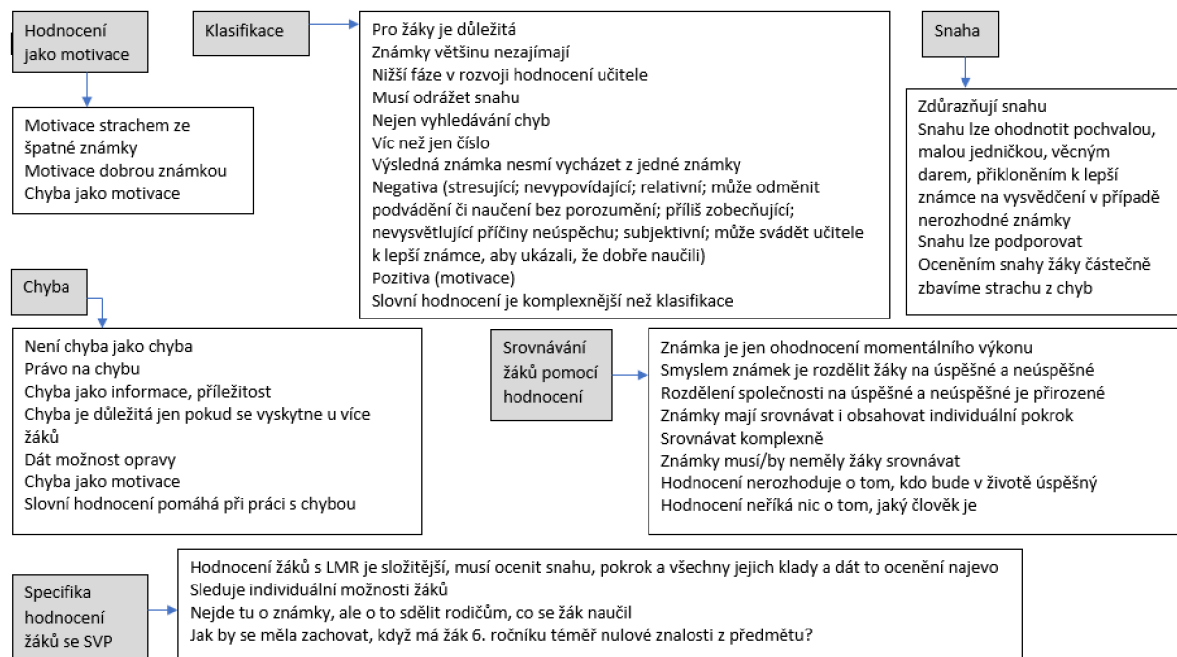 Hodnocení
jako motivace
Motivace strachem ze
špatné známky
Motivace dobrou známkou
Chyba jako motivace
Klasifikace
Pro žáky je důležitá
Známky většinu nezajímají
Nižší fáze v rozvoji hodnocení učitele
Musí odrážet snahu
Nejen vyhledávání chyb
Víc než jen číslo
Výsledná známka nesmí vycházet z jedné známky
Negativa (stresující; nevypovídající; relativní; může odměnit
podvádění či naučení bez porozumění; příliš zobecňující;
nevysvětlující příčiny neúspěchu; subjektivní; může svádět učitele
k lepší známce, aby ukázali, že dobře naučili)
Pozitiva (motivace)
Slovní hodnocení je komplexnější než klasifikace
Snaha
Zdůrazňují snahu
Snahu lze ohodnotit pochvalou,
malou jedničkou, věcným
darem, přikloněním k lepší
známce na vysvědčení v případě
nerozhodné známky
Snahu lze podporovat
Oceněním snahy žáky částečně
zbavíme strachu z chyb
Chyba
Není chyba jako chyba
Právo na chybu
Chyba jako informace, příležitost
Chyba je důležitá jen pokud se vyskytne u více
žáků
Dát možnost opravy
Chyba jako motivace
Slovní hodnocení pomáhá při práci s chybou
Srovnávání
žáků pomocí
hodnocení
Známka je jen ohodnocení momentálního výkonu
Smyslem známek je rozdělit žáky na úspěšné a neúspěšné
Rozdělení společnosti na úspěšné a neúspěšné je přirozené
Známky mají srovnávat i obsahovat individuální pokrok
Srovnávat komplexně
Známky musí/by neměly žáky srovnávat
Hodnocení nerozhoduje o tom, kdo bude v životě úspěšný
Hodnocení neříká nic o tom, jaký člověk je
Specifika
hodnocení
žáků se SVP
Hodnocení žáků s LMR je složitější, musí ocenit snahu, pokrok a všechny jejich klady a dát to ocenění najevo
Sleduje individuální možnosti žáků
Nejde tu o známky, ale o to sdělit rodičům, co se žák naučil
Jak by se měla zachovat, když má žák 6. ročníku téměř nulové znalosti z předmětu?